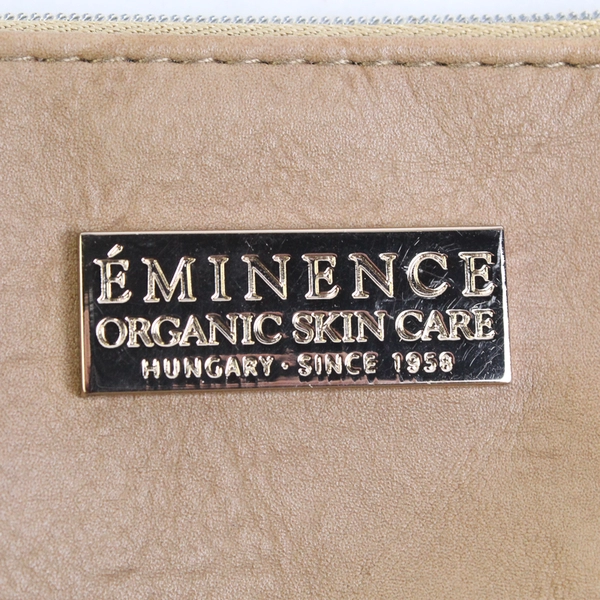 ÉMINENCE
ORGANIC SKIN CARE
HUNGARY · SINCE 1958